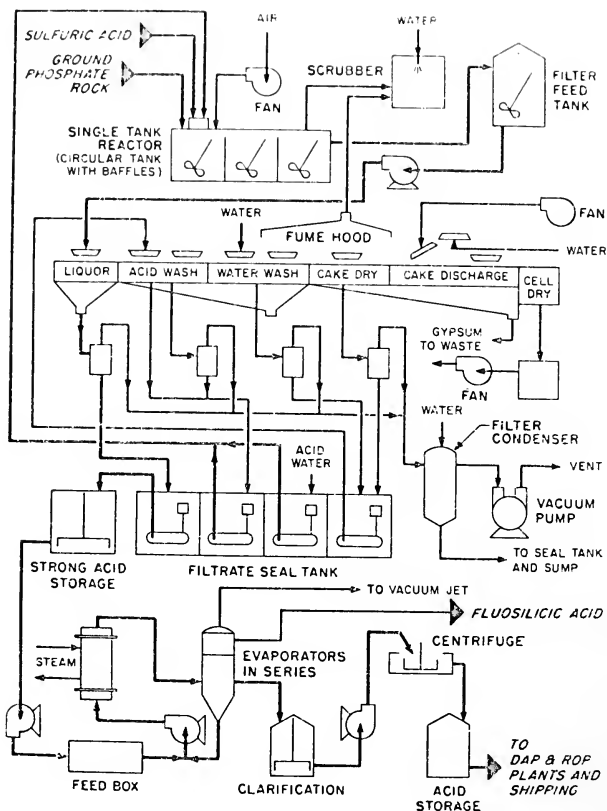 SULFURIC ACID
GROUND
PHOSPHATE
ROCK
AIR
FAN
WATER
SCRUBBER
FILTER
FEED
TANK
SINGLE TANK
REACTOR
(CIRCULAR TANK
WITH BAFFLES)
WATER
FUME HOOD
FAN
WATER
LIQUOR
ACID WASH
WATER WASH
CAKE DRY
CAKE DISCHARGE
CELL
DRY
GYPSUM
TO WASTE
FAN
WATER
FILTER
CONDENSER
ACID
WATER
VENT
VACUUM
PUMP
STRONG ACID
STORAGE
FILTRATE SEAL TANK
TO SEAL TANK
AND SUMP
TO VACUUM JET
FLUOSILICIC ACID
STEAM
EVAPORATORS
IN SERIES
CENTRIFUGE
FEED BOX
CLARIFICATION
ACID
STORAGE
TO
DAP & ROP
PLANTS AND
SHIPPING